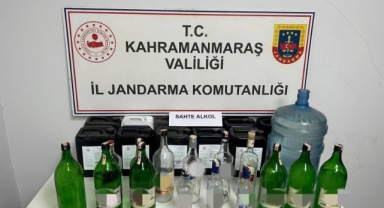 T.C.
KAHRAMANMARAŞ
VALİLİĞİ
İL JANDARMA KOMUTANLIĞI
SAHTE ALKOL